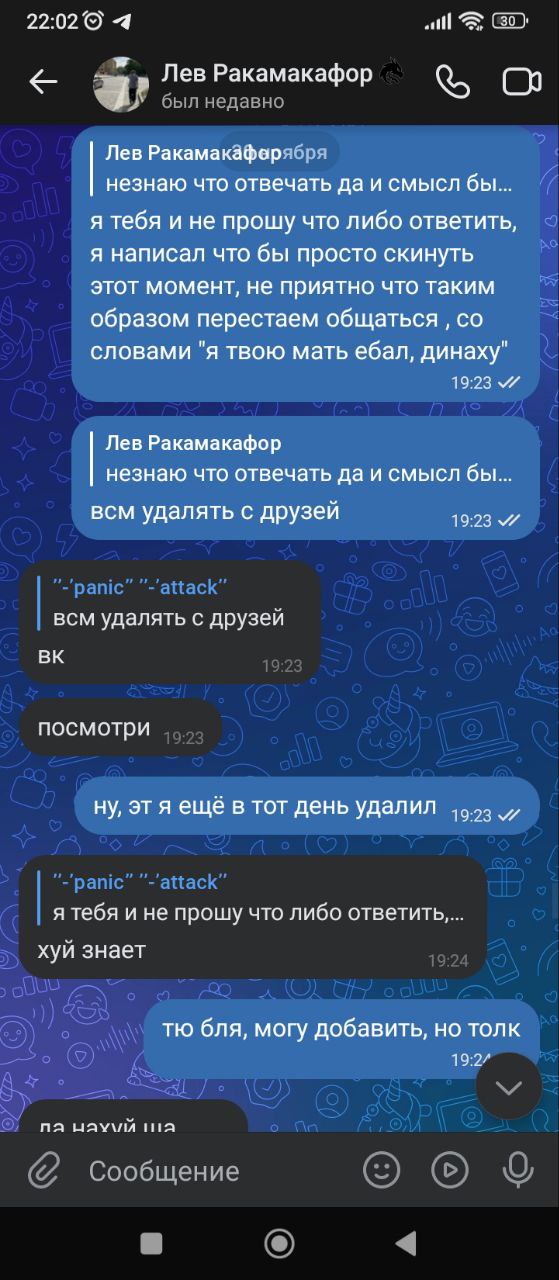 22:02
30
Лев Ракамакафор
был недавно
Лев Ракамакафор
незнаю что отвечать да и смысл бы...
я тебя и не прошу что либо ответить,
я написал что бы просто скинуть
этот момент, не приятно что таким
образом перестаем общаться , со
словами "я твою мать ебал, динаху"
19:23
Лев Ракамакафор
незнаю что отвечать да и смысл бы...
всм удалять с друзей
19:23
"-'panic" "-'attack"
всм удалять с друзей
вк
19:23
посмотри
19:23
ну, эт я ещё в тот день удалил
19:23
"-'panic" "-'attack"
я тебя и не прошу что либо ответить,...
хуй знает
19:24
тю бля, могу добавить, но толк
19:24
да нахуй ща
Сообщение